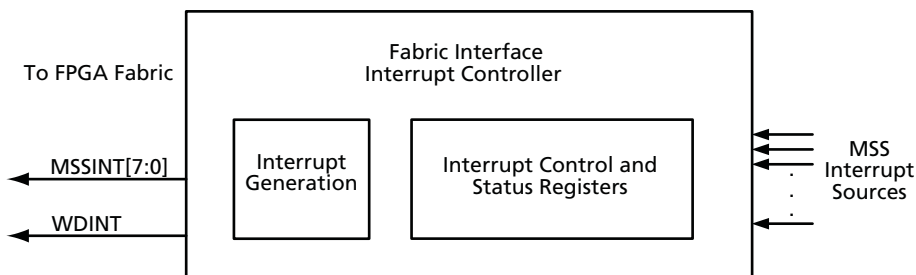 Fabric Interface
Interrupt Controller
To FPGA Fabric
MSSINT[7:0]
WDINT
Interrupt
Generation
Interrupt Control and
Status Registers
MSS
Interrupt
Sources